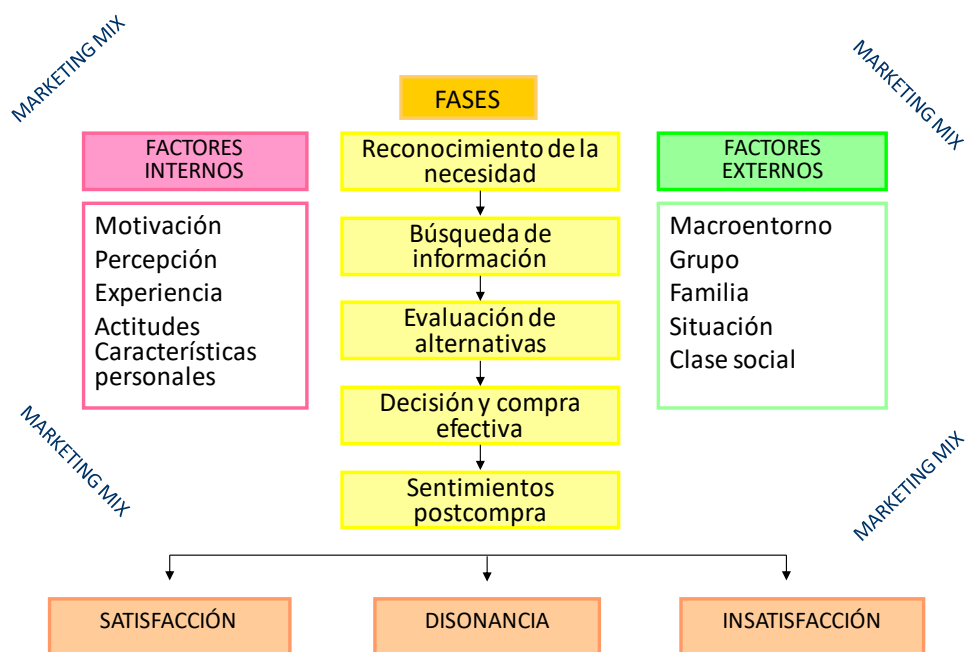 MARKETING MIX
MARKETING MIX
FASES
FACTORES
INTERNOS
Motivación
Percepción
Experiencia
Actitudes
Características
personales
Reconocimiento de la
necesidad
Búsqueda de
información
Evaluación de
alternativas
Decisión y compra
efectiva
Sentimientos
postcompra
FACTORES
EXTERNOS
Macroentorno
Grupo
Familia
Situación
Clase social
MARKETING MIX
MARKETING MIX
SATISFACCIÓN
DISONANCIA
INSATISFACCIÓN